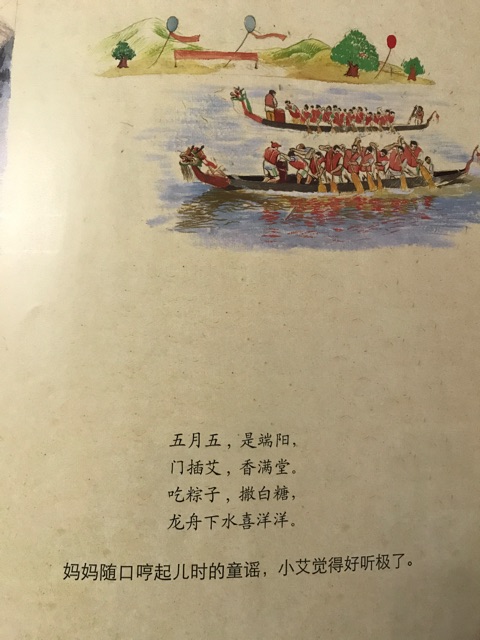 五月五，是端阳，
门插艾，香满堂。
吃粽子，撒白糖，
龙舟下水喜洋洋。
妈妈随口哼起儿时的童谣，小艾觉得好听极了。